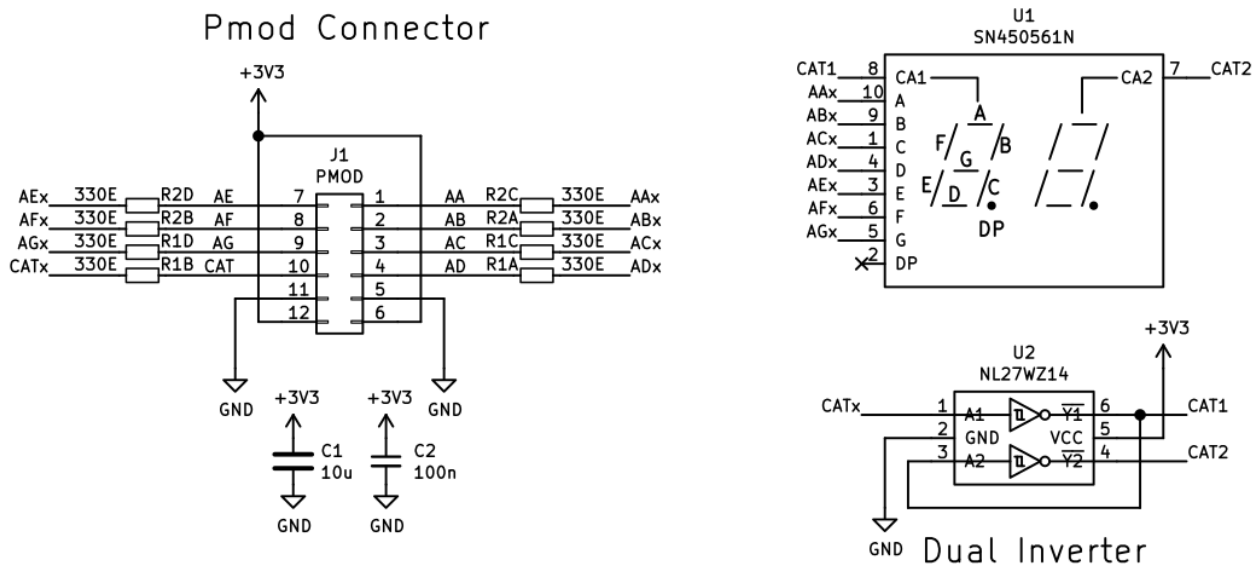 Pmod Connector
+3V3
J1
PMOD
AEx 330E R2D AE 7 1 AA R2C 330E AAx
AFx 330E R2B AF 8 2 AB R2A 330E ABx
AGx 330E R1D AG 9 3 AC R1C 330E ACx
CATx 330E R1B CAT 10 4 AD R1A 330E ADx
11 5
12 6
GND
GND
+3V3
C1
10u
GND
+3V3
C2
100n
GND
U1
SN450561N
CAT1 8 CA1 CA2 7 CAT2
AAx 10 A
ABx 9 B
ACx 1 C
ADx 4 D
AEx 3 E
AFx 6 F
AGx 5 G
2 DP
A
F B
G
E D C
DP
+3V3
U2
NL27WZ14
CATx 1 A1 Y1 6 CAT1
2 GND VCC 5
3 A2 Y2 4 CAT2
GND
Dual Inverter